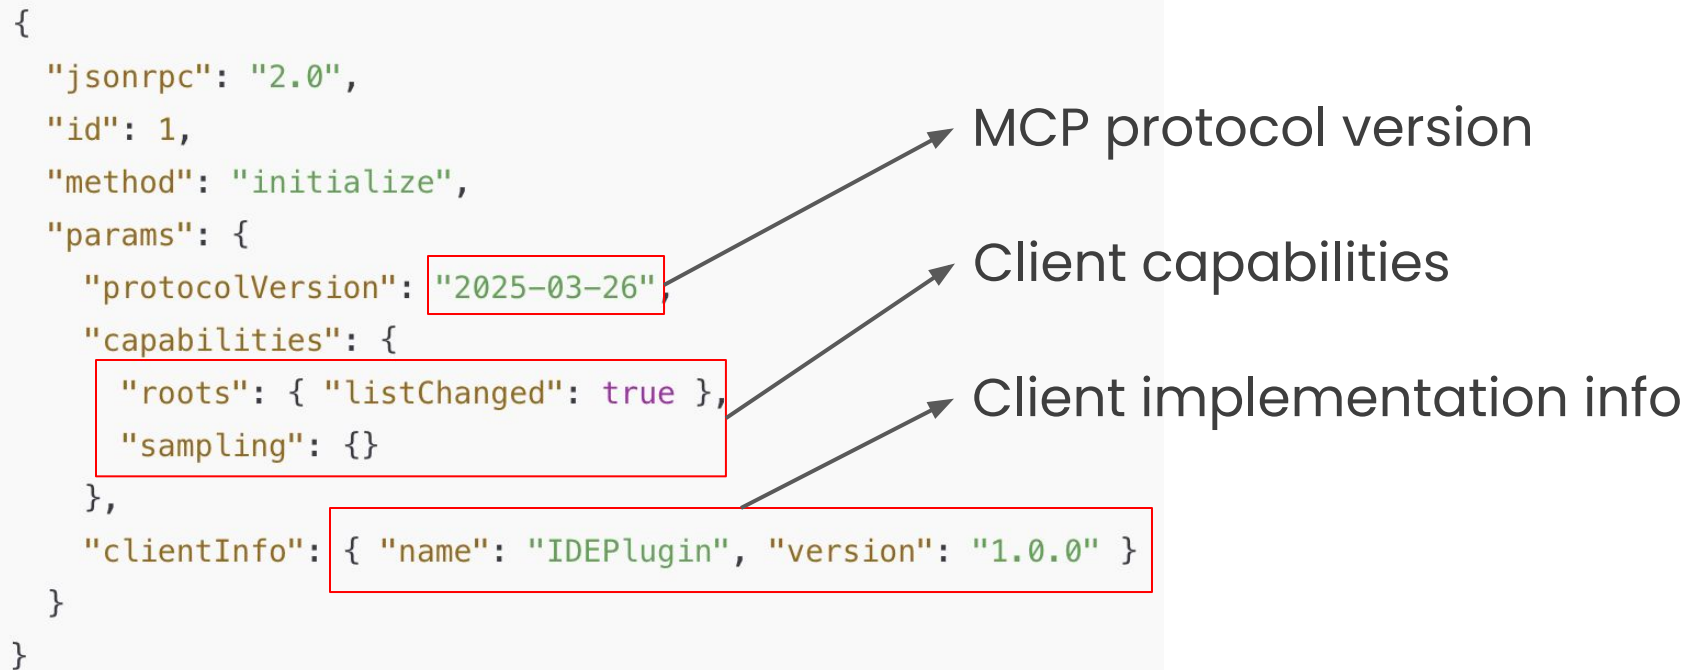 {
"jsonrpc": "2.0",
"id": 1,
"method": "initialize",
"params": {
"protocolVersion": "2025-03-26",
"capabilities": {
"roots": { "listChanged": true },
"sampling": {}
},
"clientInfo": { "name": "IDEPlugin", "version": "1.0.0" }
}
}
MCP protocol version
Client capabilities
Client implementation info